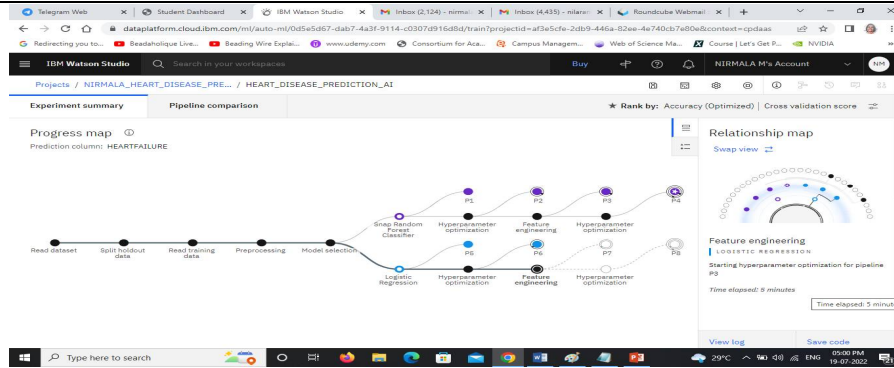 Telegram Web
Student Dashboard
IBM Watson Studio
Inbox (2,124) - nirmal
Inbox (4,435) - nilaren
Roundcube Webmail
dataplatform.cloud.ibm.com/ml/auto-ml/0d5e5d67-dab7-4a3f-9114-c0307d916d8d/train?projectid=af3e5cfe-2db9-446a-82ee-4e740cb7e80e&context=cpdaas
Redirecting you to...
Beadaholique Live...
Beading Wire Explai...
www.udemy.com
Consortium for Aca...
Campus Managem...
Web of Science Ma...
Course | Let's Get P...
NVIDIA
IBM Watson Studio
Search in your workspaces
Buy
NIRMALA M's Account
NM
Projects / NIRMALA_HEART_DISEASE_PRE... / HEART_DISEASE_PREDICTION_AI
Experiment summary
Pipeline comparison
Rank by: Accuracy (Optimized) | Cross validation score
Progress map
Prediction column: HEARTFAILURE
P1
P2
P3
P4
Snap Random
Forest
Classifier
Hyperparameter
optimization
Feature
engineering
Hyperparameter
optimization
Read dataset
Split holdout
data
Read training
data
Preprocessing
Model selection
P5
P6
P7
P8
Logistic
Regression
Hyperparameter
optimization
Feature
engineering
Hyperparameter
optimization
Relationship map
Swap view
Feature engineering
LOGISTIC REGRESSION
Starting hyperparameter optimization for pipeline
P3
Time elapsed: 5 minutes
Time elapsed: 5 minut
View log
Save code
Type here to search
29°C
ENG
05:00 PM
19-07-2022